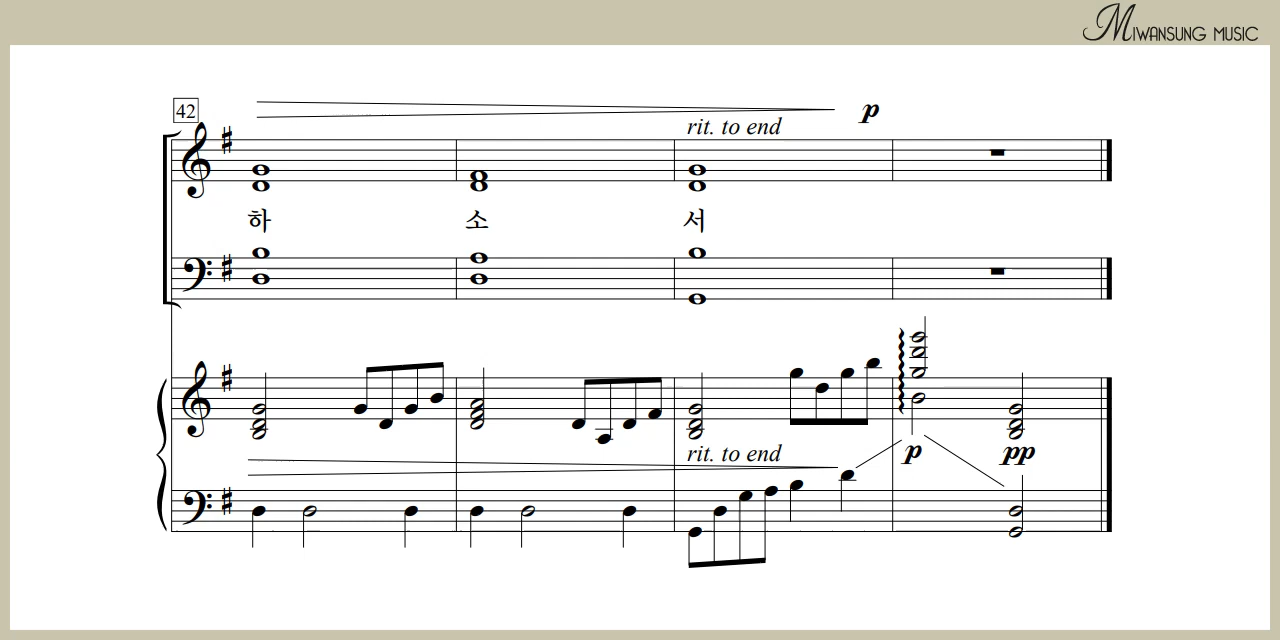 Miwansung Music
42
p
rit. to end
하 소 서
rit. to end
p pp